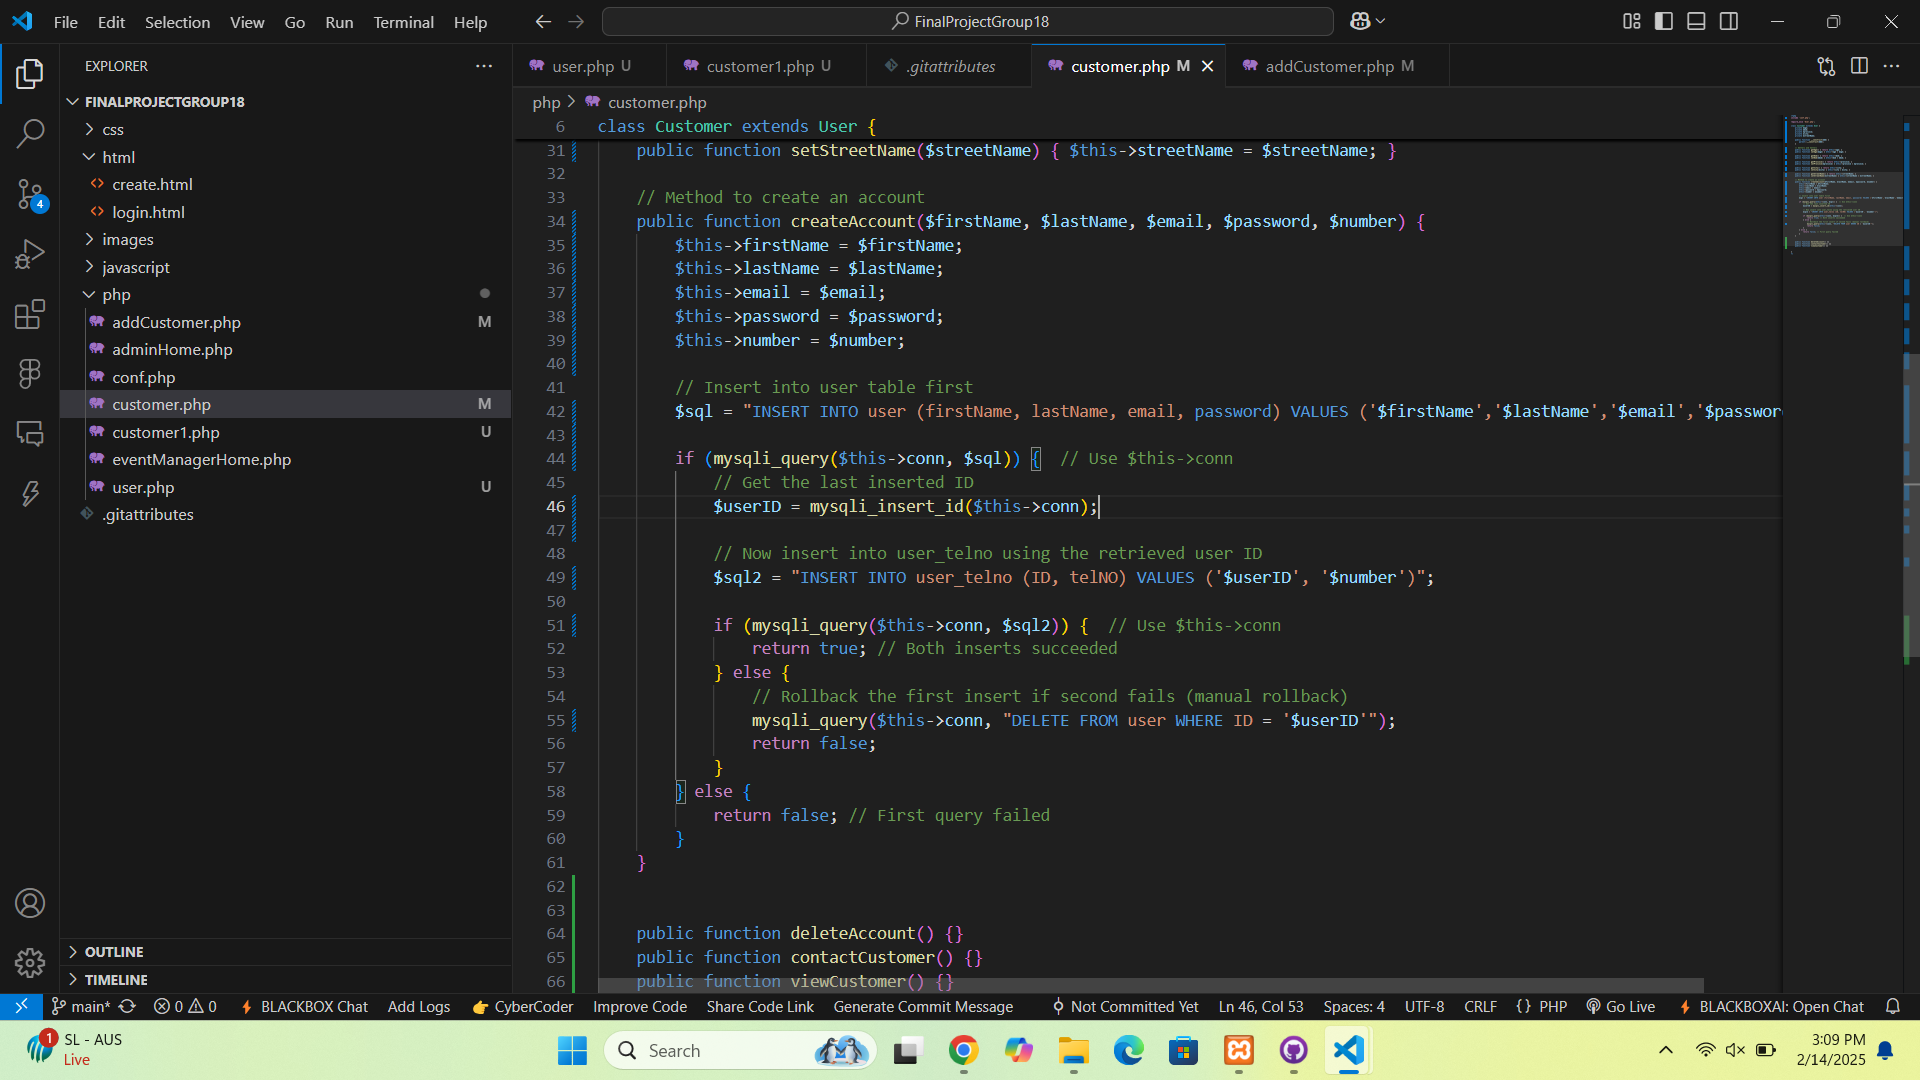 File Edit Selection View Go Run Terminal Help
FinalProjectGroup18
EXPLORER
FINALPROJECTGROUP18
css
html
create.html
login.html
images
javascript
php
addCustomer.php M
adminHome.php
conf.php
customer.php M
customer1.php U
eventManagerHome.php
user.php U
.gitattributes
OUTLINE
TIMELINE
4
user.php U
customer1.php U
.gitattributes
customer.php M
addCustomer.php M
php > customer.php
6 class Customer extends User {
31 public function setStreetName($streetName) { $this->streetName = $streetName; }
32
33 // Method to create an account
34 public function createAccount($firstName, $lastName, $email, $password, $number) {
35 $this->firstName = $firstName;
36 $this->lastName = $lastName;
37 $this->email = $email;
38 $this->password = $password;
39 $this->number = $number;
40
41 // Insert into user table first
42 $sql = "INSERT INTO user (firstName, lastName, email, password) VALUES ('$firstName','$lastName','$email','$passwor
43
44 if (mysqli_query($this->conn, $sql)) { // Use $this->conn
45 // Get the last inserted ID
46 $userID = mysqli_insert_id($this->conn);
47
48 // Now insert into user_telno using the retrieved user ID
49 $sql2 = "INSERT INTO user_telno (ID, telNO) VALUES ('$userID', '$number')";
50
51 if (mysqli_query($this->conn, $sql2)) { // Use $this->conn
52 return true; // Both inserts succeeded
53 } else {
54 // Rollback the first insert if second fails (manual rollback)
55 mysqli_query($this->conn, "DELETE FROM user WHERE ID = '$userID'");
56 return false;
57 }
58 } else {
59 return false; // First query failed
60 }
61 }
62
63
64 public function deleteAccount() {}
65 public function contactCustomer() {}
66 public function viewCustomer() {}
main* 0 0 BLACKBOX Chat Add Logs CyberCoder Improve Code Share Code Link Generate Commit Message Not Committed Yet Ln 46, Col 53 Spaces: 4 UTF-8 CRLF {} PHP Go Live BLACKBOXAI: Open Chat
1
SL - AUS
Live
Search
3:09 PM
2/14/2025